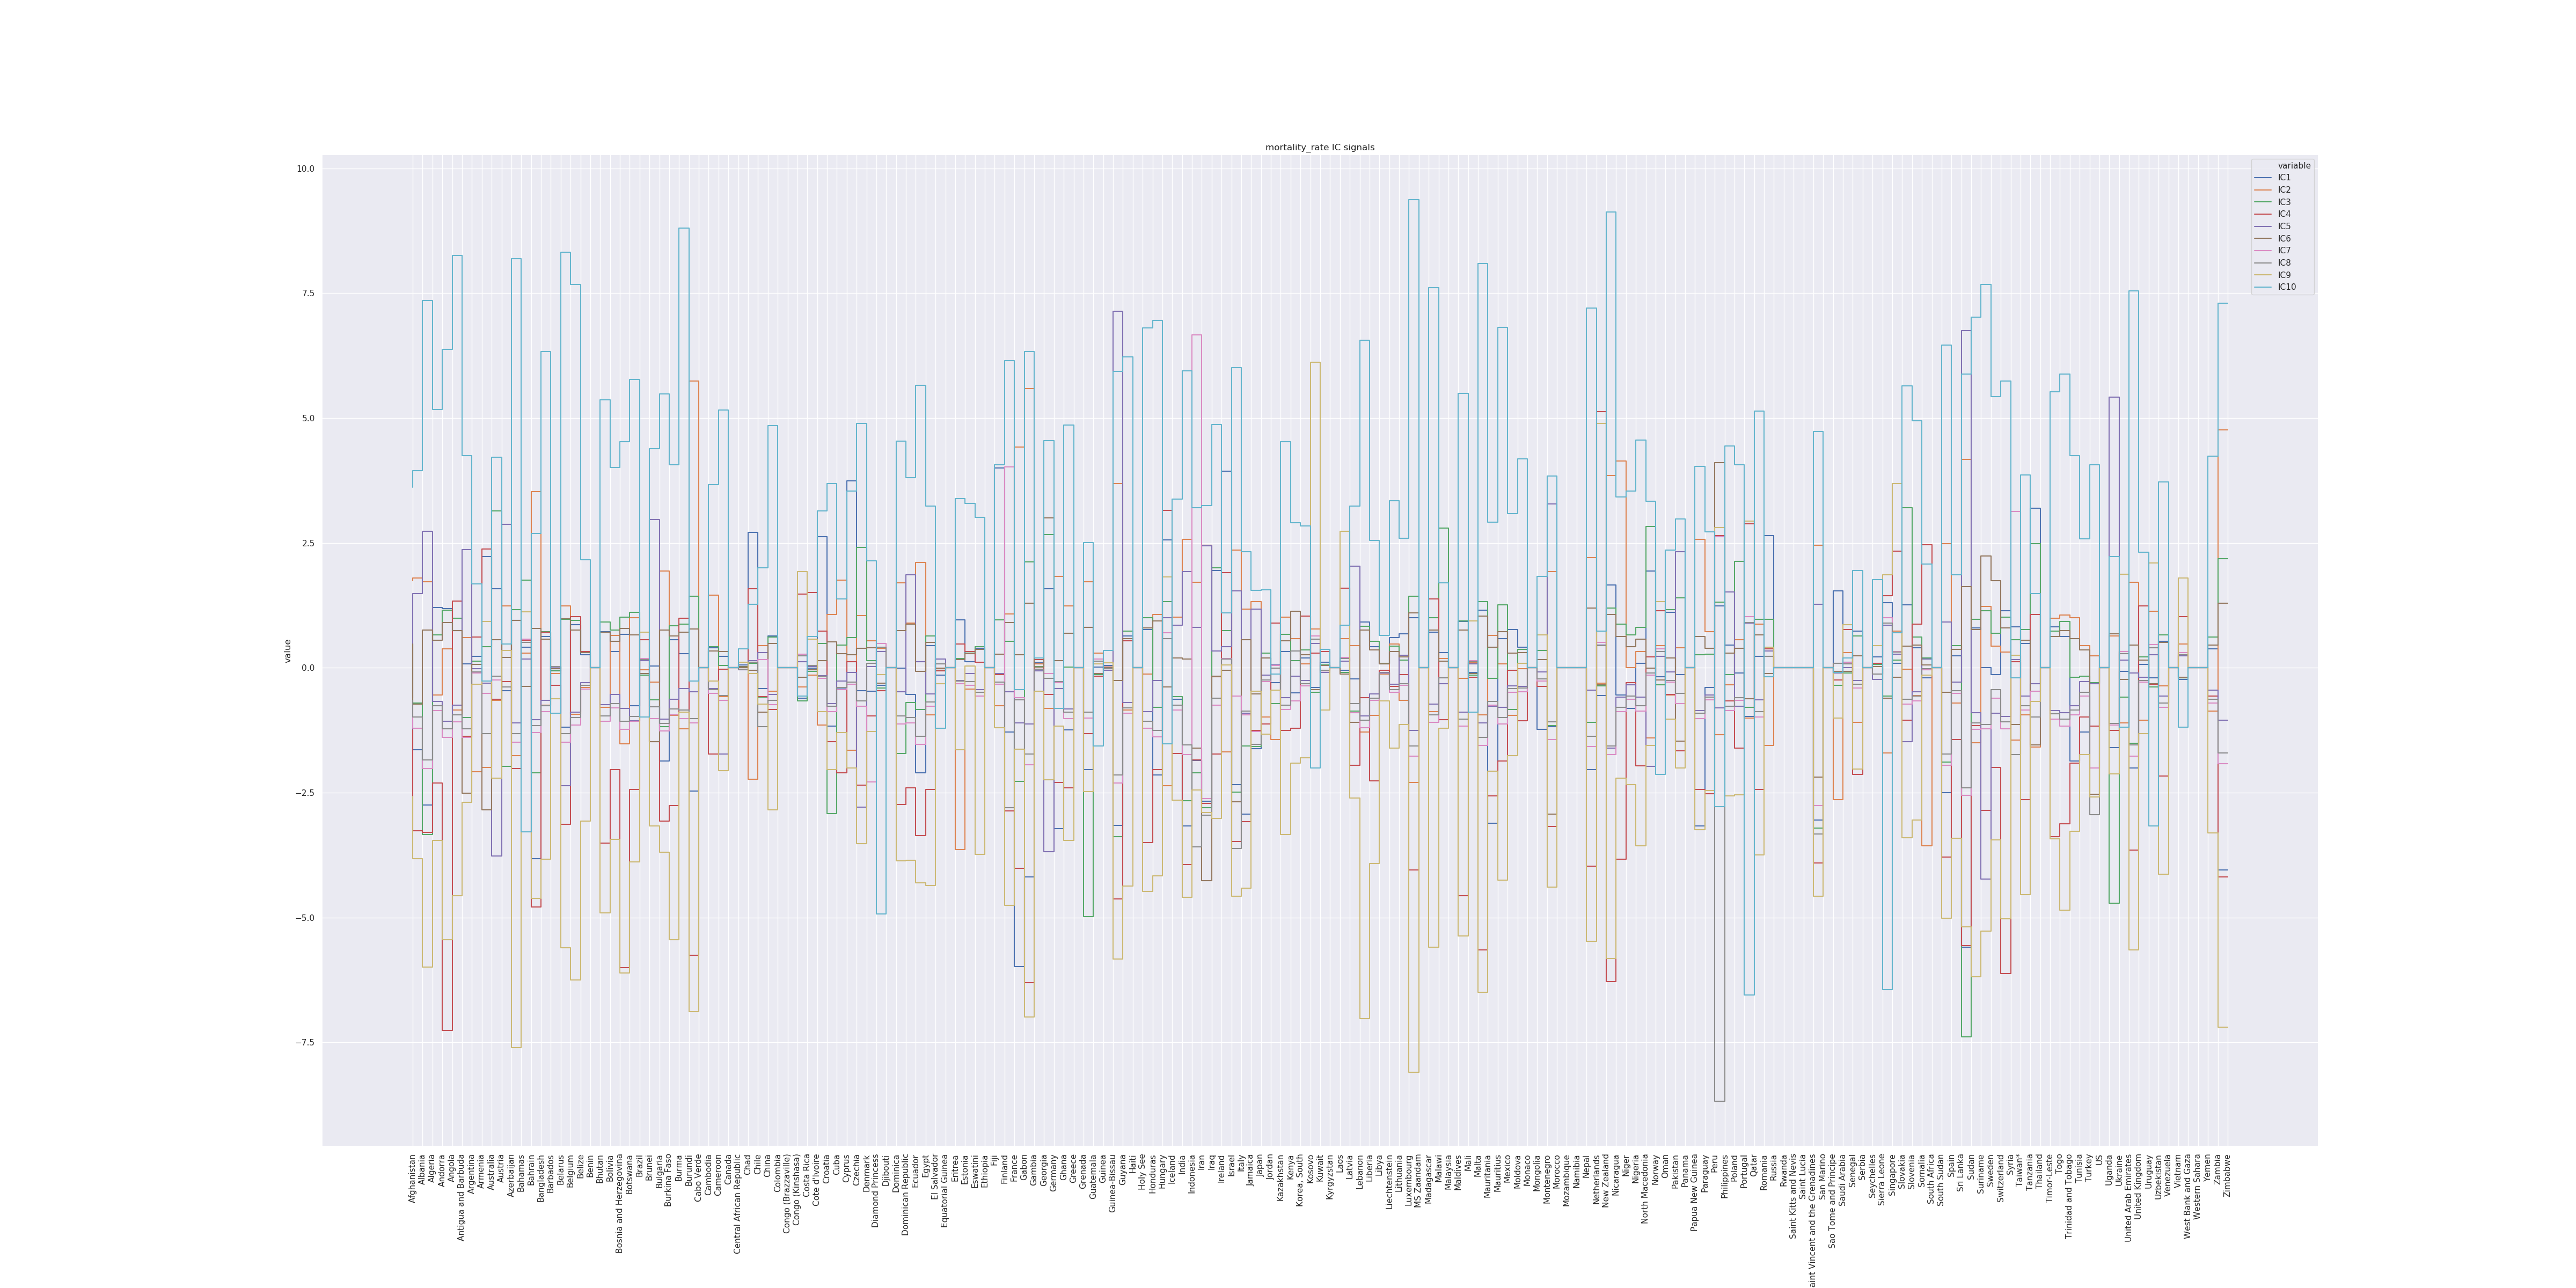 mortality_rate IC signals
variable
IC1
IC2
IC3
IC4
IC5
IC6
IC7
IC8
IC9
IC10
value
10.0
7.5
5.0
2.5
0.0
−2.5
−5.0
−7.5
Afghanistan
Albania
Algeria
Andorra
Angola
Antigua and Barbuda
Argentina
Armenia
Australia
Austria
Azerbaijan
Bahamas
Bahrain
Bangladesh
Barbados
Belarus
Belgium
Belize
Benin
Bhutan
Bolivia
Bosnia and Herzegovina
Botswana
Brazil
Brunei
Bulgaria
Burkina Faso
Burma
Burundi
Cabo Verde
Cambodia
Cameroon
Canada
Central African Republic
Chad
Chile
China
Colombia
Congo (Brazzaville)
Congo (Kinshasa)
Costa Rica
Cote d'Ivoire
Croatia
Cuba
Cyprus
Czechia
Denmark
Diamond Princess
Djibouti
Dominica
Dominican Republic
Ecuador
Egypt
El Salvador
Equatorial Guinea
Eritrea
Estonia
Eswatini
Ethiopia
Fiji
Finland
France
Gabon
Gambia
Georgia
Germany
Ghana
Greece
Grenada
Guatemala
Guinea
Guinea-Bissau
Guyana
Haiti
Holy See
Honduras
Hungary
Iceland
India
Indonesia
Iran
Iraq
Ireland
Israel
Italy
Jamaica
Japan
Jordan
Kazakhstan
Kenya
Korea, South
Kosovo
Kuwait
Kyrgyzstan
Laos
Latvia
Lebanon
Liberia
Libya
Liechtenstein
Lithuania
Luxembourg
MS Zaandam
Madagascar
Malawi
Malaysia
Maldives
Mali
Malta
Mauritania
Mauritius
Mexico
Moldova
Monaco
Mongolia
Montenegro
Morocco
Mozambique
Namibia
Nepal
Netherlands
New Zealand
Nicaragua
Niger
Nigeria
North Macedonia
Norway
Oman
Pakistan
Panama
Papua New Guinea
Paraguay
Peru
Philippines
Poland
Portugal
Qatar
Romania
Russia
Rwanda
Saint Kitts and Nevis
Saint Lucia
aint Vincent and the Grenadines
San Marino
Sao Tome and Principe
Saudi Arabia
Senegal
Serbia
Seychelles
Sierra Leone
Singapore
Slovakia
Slovenia
Somalia
South Africa
South Sudan
Spain
Sri Lanka
Sudan
Suriname
Sweden
Switzerland
Syria
Taiwan*
Tanzania
Thailand
Timor-Leste
Togo
Trinidad and Tobago
Tunisia
Turkey
US
Uganda
Ukraine
United Arab Emirates
United Kingdom
Uruguay
Uzbekistan
Venezuela
Vietnam
West Bank and Gaza
Western Sahara
Yemen
Zambia
Zimbabwe